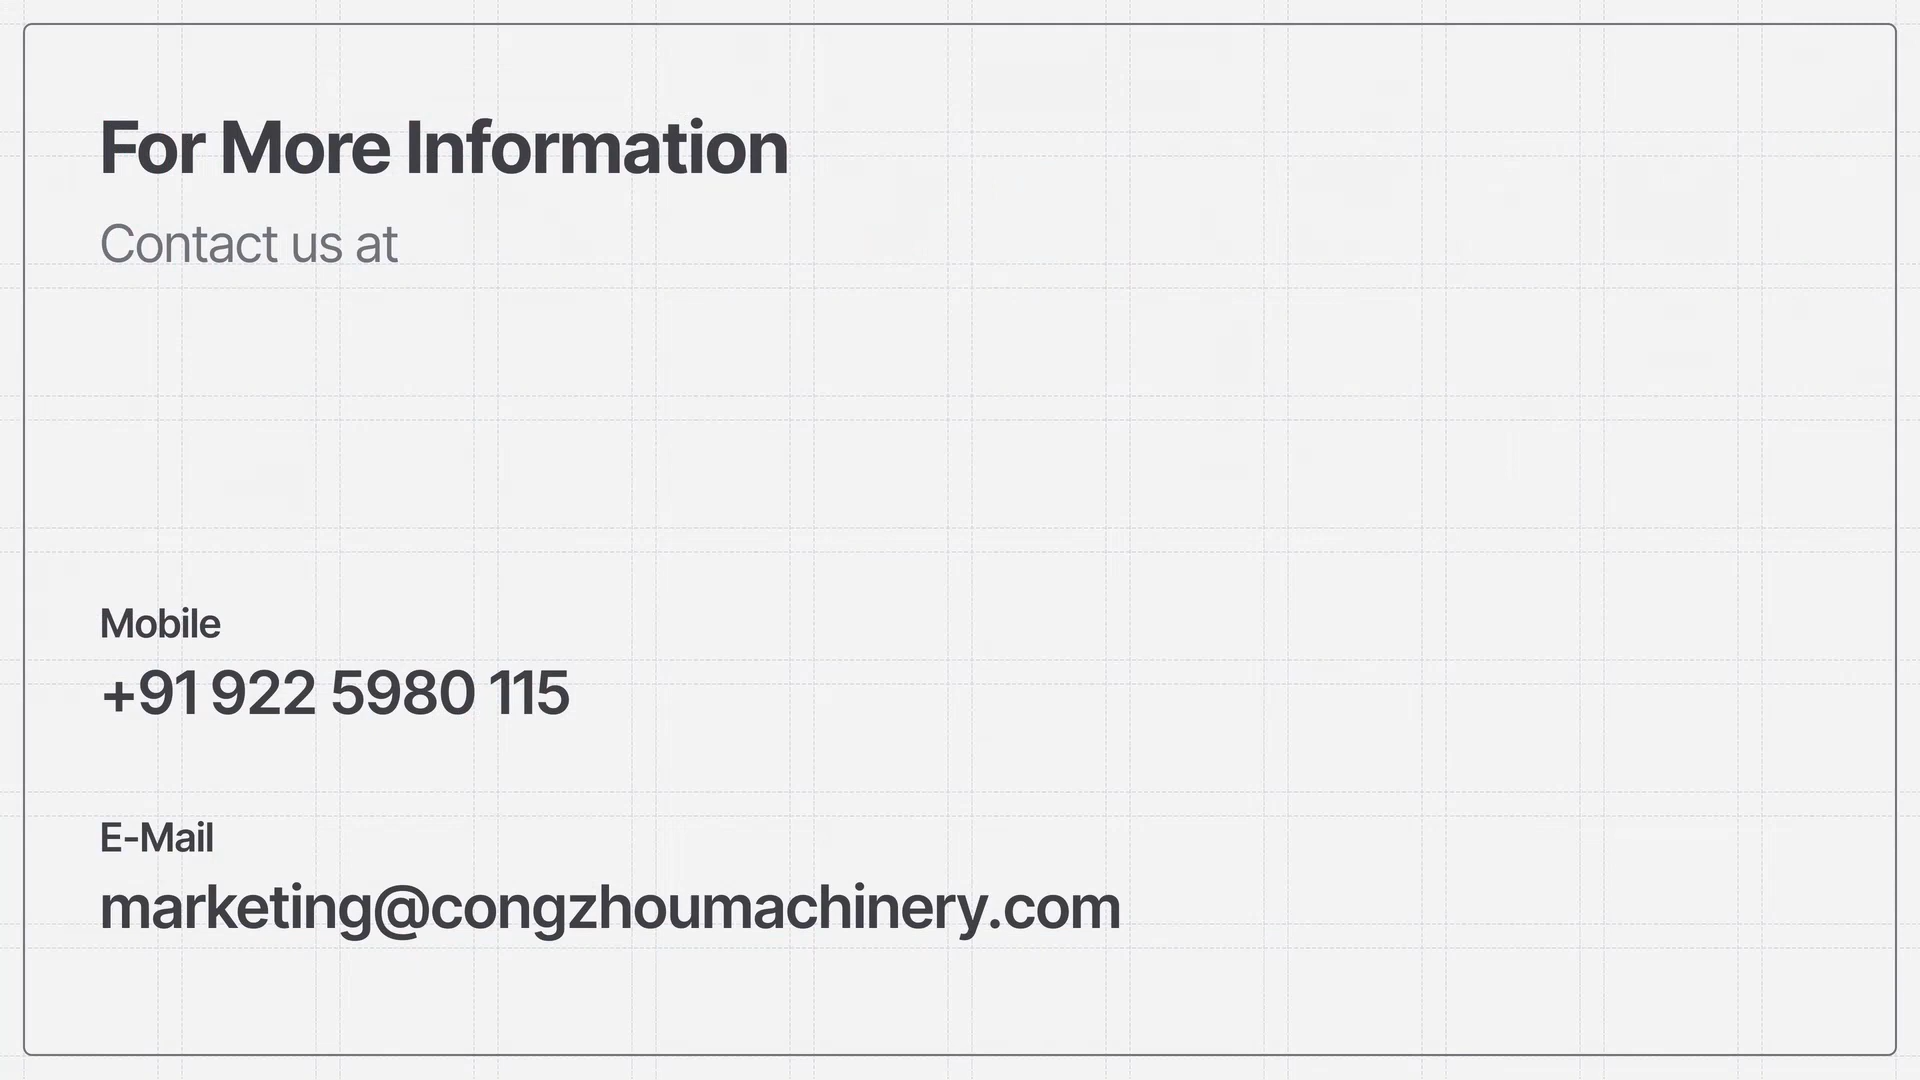 For More Information
Contact us at
Mobile
+91 922 5980 115
E-Mail
marketing@congzhoumachinery.com